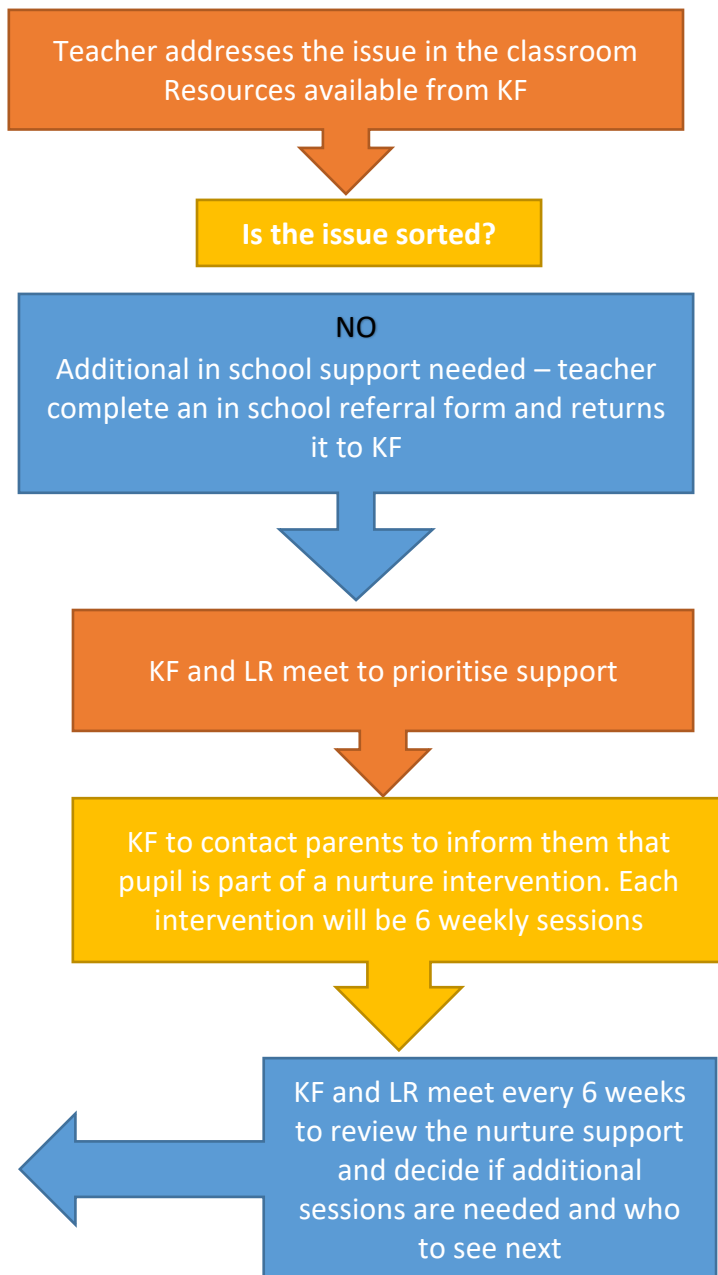 Teacher addresses the issue in the classroom
Resources available from KF
Is the issue sorted?
NO
Additional in school support needed – teacher
complete an in school referral form and returns
it to KF
KF and LR meet to prioritise support
KF to contact parents to inform them that
pupil is part of a nurture intervention. Each
intervention will be 6 weekly sessions
KF and LR meet every 6 weeks
to review the nurture support
and decide if additional
sessions are needed and who
to see next